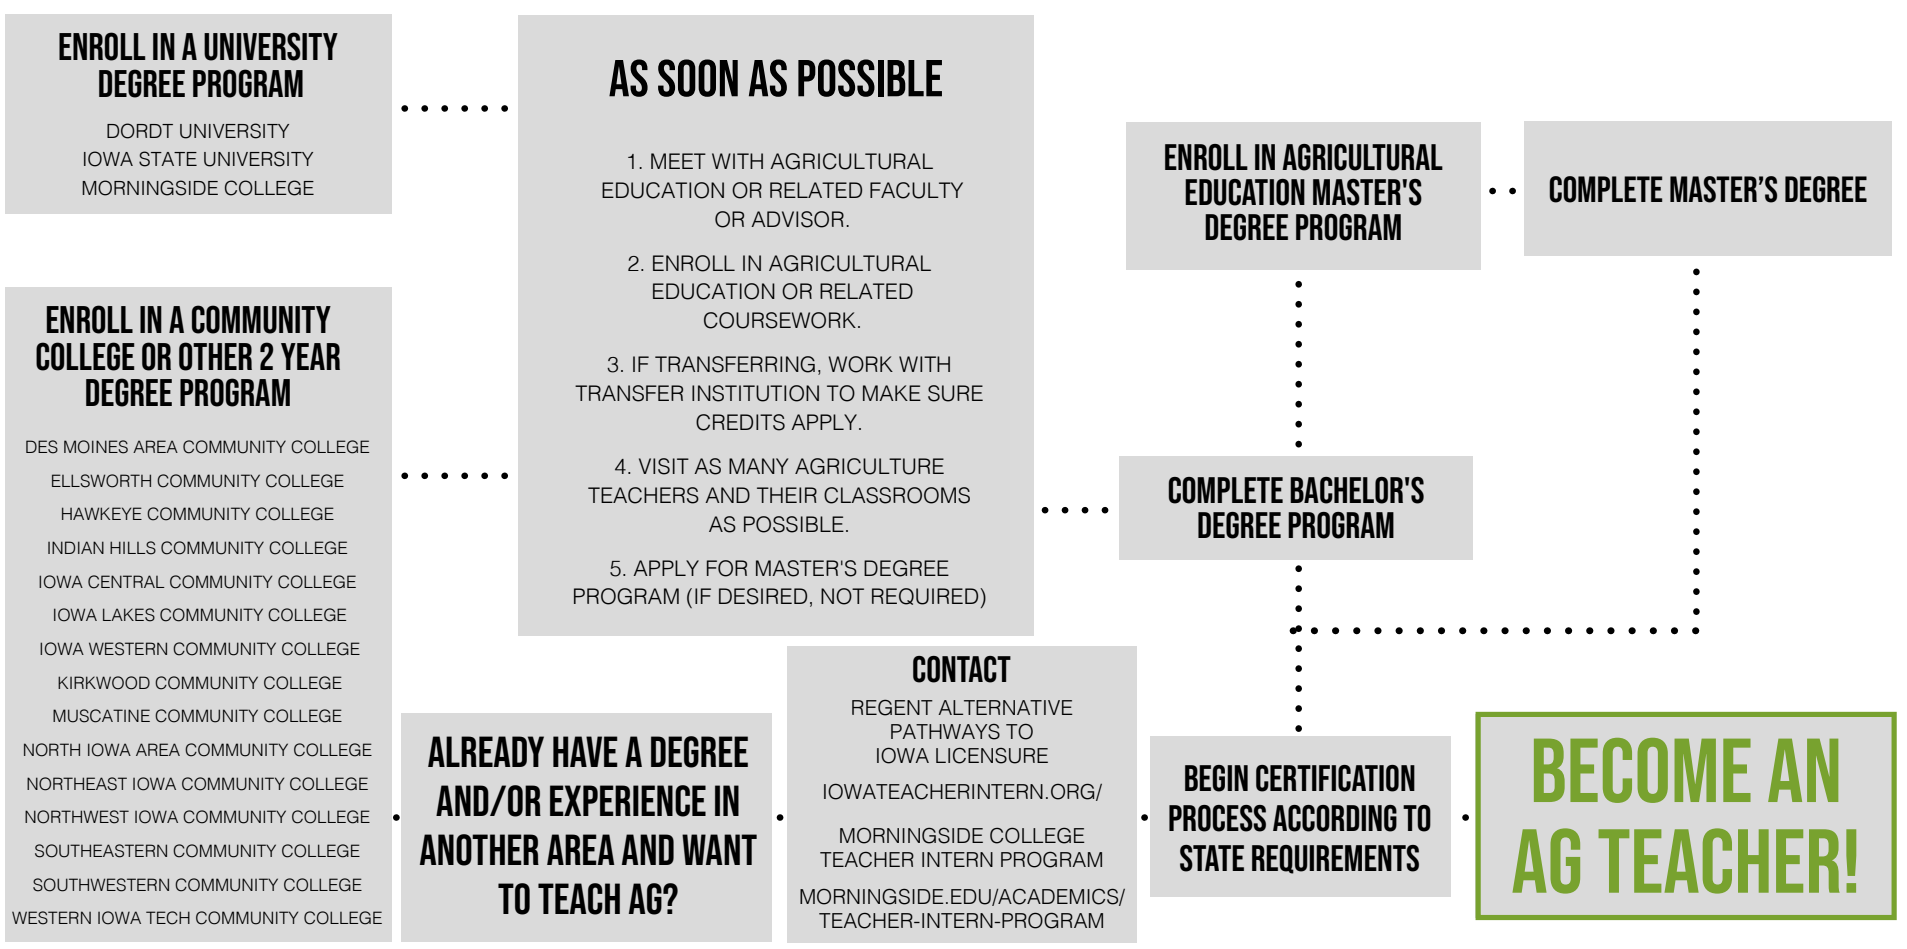 ENROLL IN A UNIVERSITY
DEGREE PROGRAM
DORDT UNIVERSITY
IOWA STATE UNIVERSITY
MORNINGSIDE COLLEGE
ENROLL IN A COMMUNITY
COLLEGE OR OTHER 2 YEAR
DEGREE PROGRAM
DES MOINES AREA COMMUNITY COLLEGE
ELLSWORTH COMMUNITY COLLEGE
HAWKEYE COMMUNITY COLLEGE
INDIAN HILLS COMMUNITY COLLEGE
IOWA CENTRAL COMMUNITY COLLEGE
IOWA LAKES COMMUNITY COLLEGE
IOWA WESTERN COMMUNITY COLLEGE
KIRKWOOD COMMUNITY COLLEGE
MUSCATINE COMMUNITY COLLEGE
NORTH IOWA AREA COMMUNITY COLLEGE
NORTHEAST IOWA COMMUNITY COLLEGE
NORTHWEST IOWA COMMUNITY COLLEGE
SOUTHEASTERN COMMUNITY COLLEGE
SOUTHWESTERN COMMUNITY COLLEGE
WESTERN IOWA TECH COMMUNITY COLLEGE
AS SOON AS POSSIBLE
1. MEET WITH AGRICULTURAL
EDUCATION OR RELATED FACULTY
OR ADVISOR.
2. ENROLL IN AGRICULTURAL
EDUCATION OR RELATED
COURSEWORK.
3. IF TRANSFERRING, WORK WITH
TRANSFER INSTITUTION TO MAKE SURE
CREDITS APPLY.
4. VISIT AS MANY AGRICULTURE
TEACHERS AND THEIR CLASSROOMS
AS POSSIBLE.
5. APPLY FOR MASTER'S DEGREE
PROGRAM (IF DESIRED, NOT REQUIRED)
ENROLL IN AGRICULTURAL
EDUCATION MASTER'S
DEGREE PROGRAM
COMPLETE MASTER’S DEGREE
COMPLETE BACHELOR'S
DEGREE PROGRAM
ALREADY HAVE A DEGREE
AND/OR EXPERIENCE IN
ANOTHER AREA AND WANT
TO TEACH AG?
CONTACT
REGENT ALTERNATIVE
PATHWAYS TO
IOWA LICENSURE
IOWATEACHERINTERN.ORG/
MORNINGSIDE COLLEGE
TEACHER INTERN PROGRAM
MORNINGSIDE.EDU/ACADEMICS/
TEACHER-INTERN-PROGRAM
BEGIN CERTIFICATION
PROCESS ACCORDING TO
STATE REQUIREMENTS
BECOME AN
AG TEACHER!